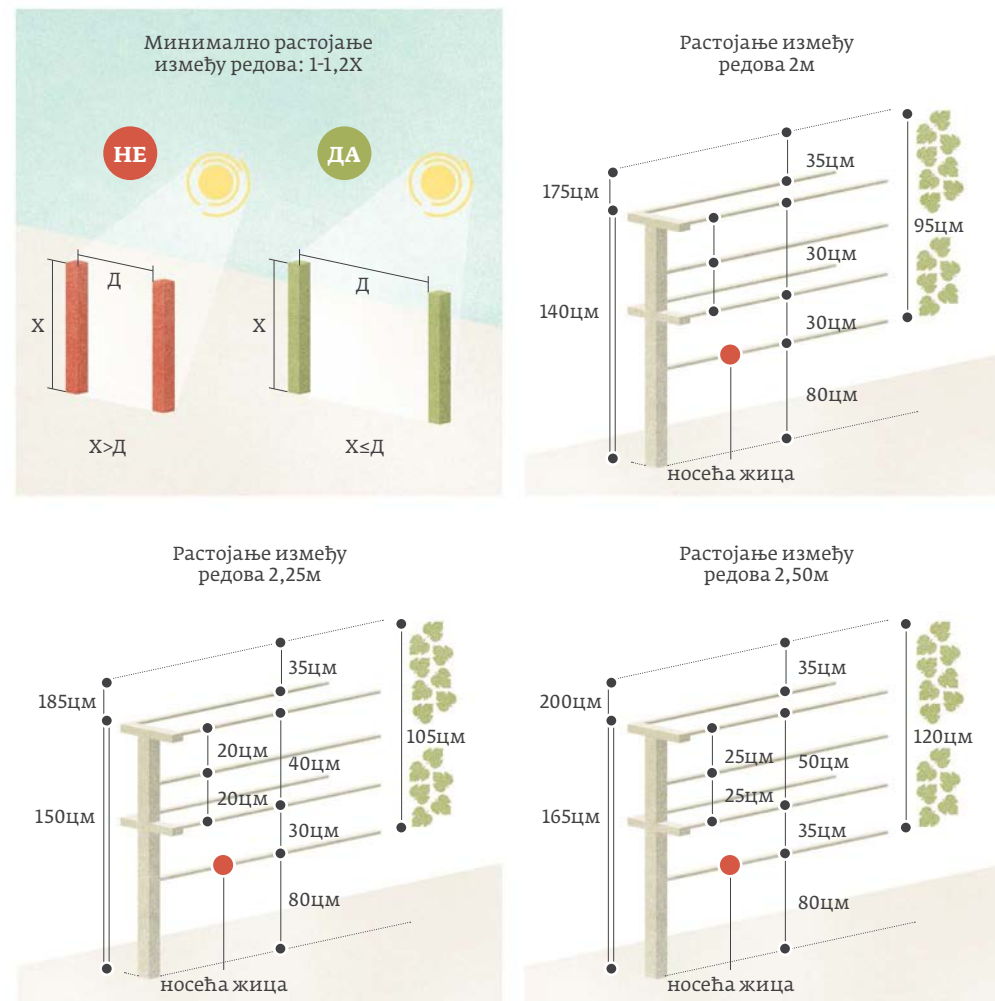 Минимално растојање
између редова: 1-1,2X
НЕ
ДА
Д
X
Д
X
X>Д
X≤Д
Растојање између
редова 2м
35цм
175цм
95цм
30цм
140цм
30цм
80цм
носећа жица
Растојање између
редова 2,25м
35цм
185цм
105цм
20цм
40цм
20цм
150цм
30цм
80цм
носећа жица
Растојање између
редова 2,50м
35цм
200цм
120цм
25цм
50цм
25цм
165цм
35цм
80цм
носећа жица